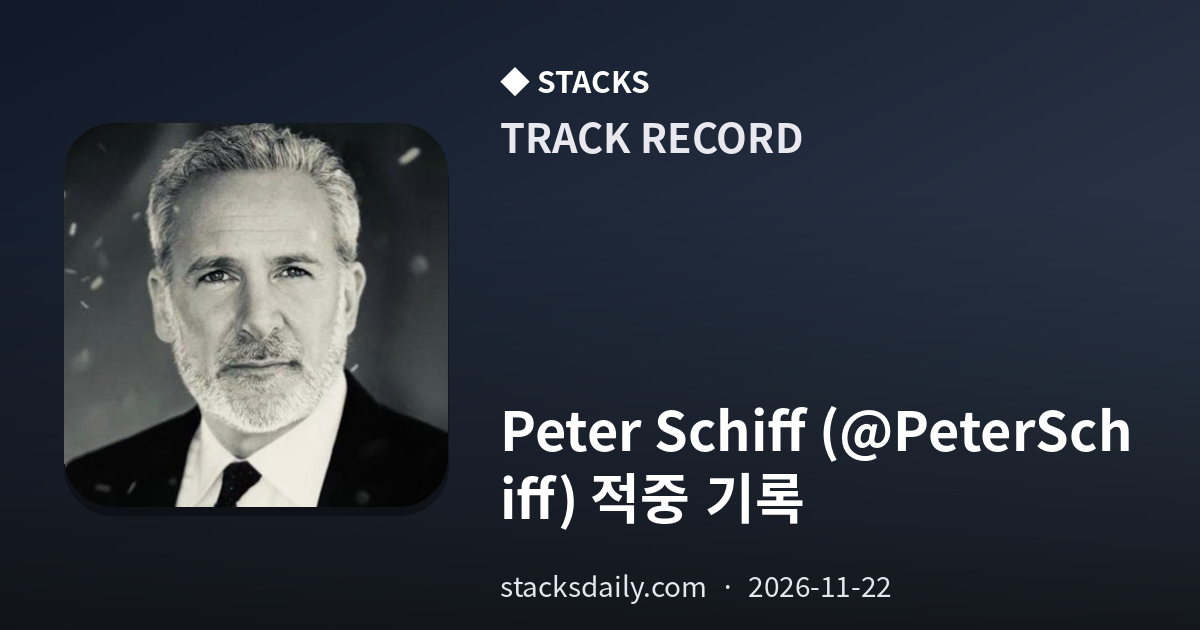 STACKS
TRACK RECORD
Peter Schiff (@PeterSch
iff) 적중 기록
stacksdaily.com · 2026-11-22